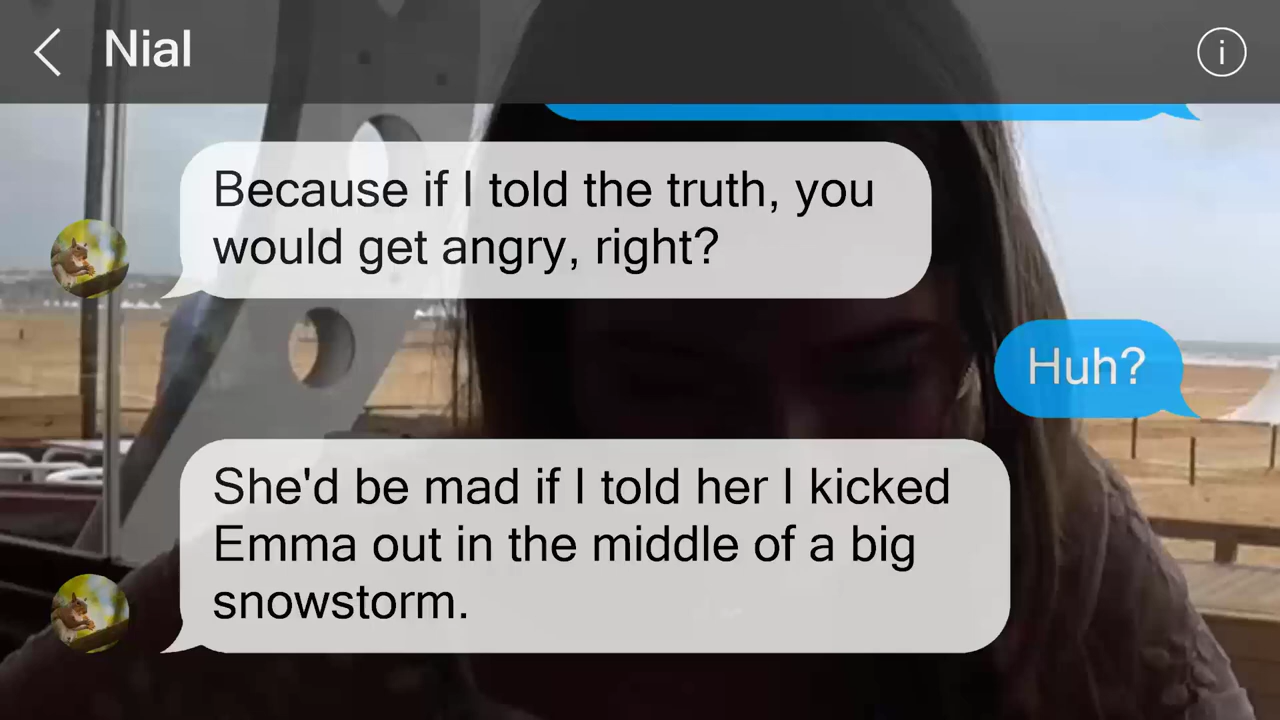 Nial
Because if I told the truth, you
would get angry, right?
Huh?
She'd be mad if I told her I kicked
Emma out in the middle of a big
snowstorm.